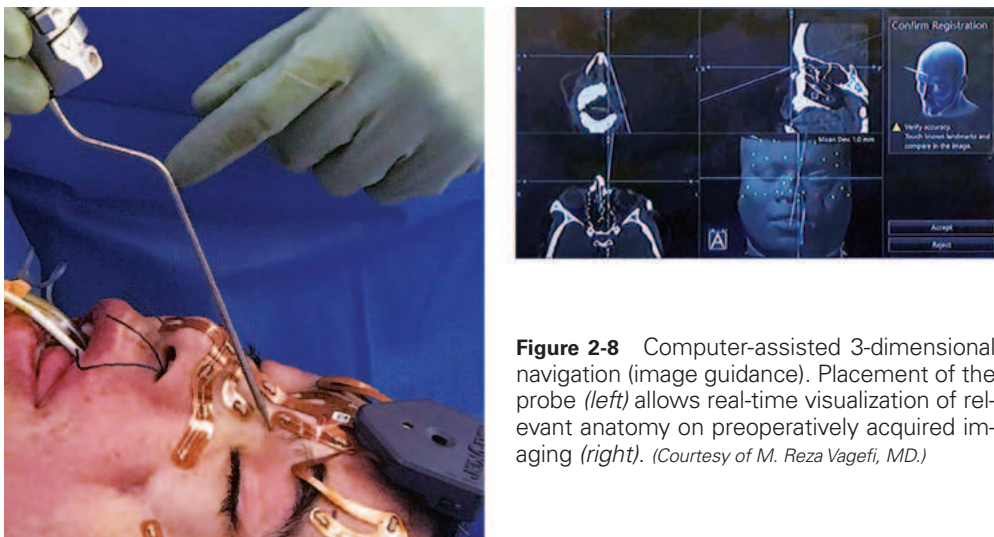 Confirm Registration
Verify accuracy.
Touch known landmarks and
compare in the image.
Mean Dev. 1.0 mm
A
Accept
Reject
Figure 2-8 Computer-assisted 3-dimensional
navigation (image guidance). Placement of the
probe (left) allows real-time visualization of rel-
evant anatomy on preoperatively acquired im-
aging (right). (Courtesy of M. Reza Vagefi, MD.)